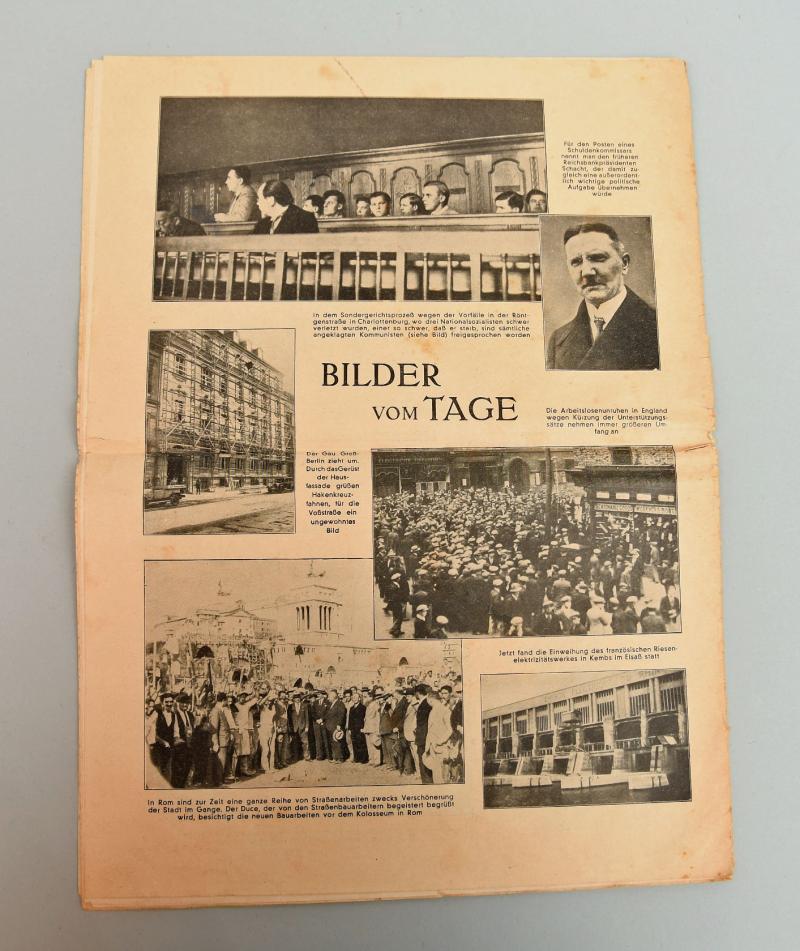 Für den Posten eines
Schuldenkommissars
nennt man den früheren
Reichsbankpräsidenten
Schacht, der damit zu-
gleich eine außerordent-
lich wichtige politische
Aufgabe übernehmen
würde
In dem Sondergerichtsprozeß wegen der Vorfälle in der Rönt-
genstraße in Charlottenburg, wo drei Nationalsozialisten schwer
verletzt wurden, einer so schwer, daß er starb, sind sämtliche
angeklagten Kommunisten (siehe Bild) freigesprochen worden
BILDER
VOM TAGE
Die Arbeitslosenunruhen in England
wegen Kürzung der Unterstützungs-
sätze nehmen immer größeren Um-
fang an
Der Gau Groß-
Berlin zieht um.
Durch das Gerüst
der Haus-
fassade grüßen
Hakenkreuz-
fahnen, für die
Voßstraße ein
ungewohntes
Bild
Jetzt fand die Einweihung des französischen Riesen-
elektrizitätswerkes in Kembs im Elsaß statt
In Rom sind zur Zeit eine ganze Reihe von Straßenarbeiten zwecks Verschönerung
der Stadt im Gange. Der Duce, der von den Straßenbauarbeitern begeistert begrüßt
wird, besichtigt die neuen Bauarbeiten vor dem Kolosseum in Rom